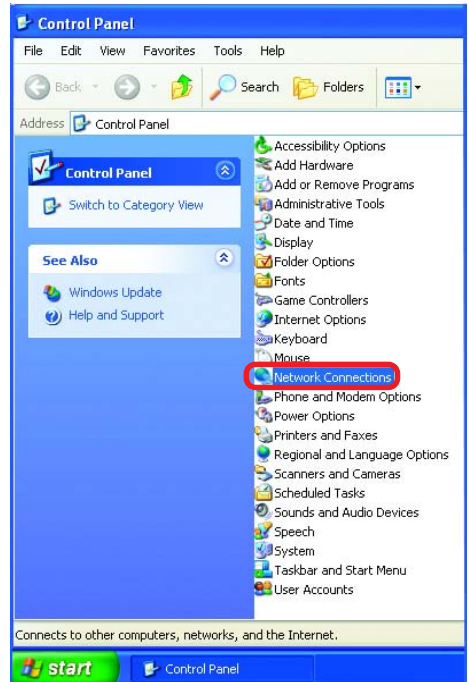 Control Panel
File Edit View Favorites Tools Help
Back Search Folders
Address Control Panel
Control Panel
Switch to Category View
See Also
Windows Update
Help and Support
Accessibility Options
Add Hardware
Add or Remove Programs
Administrative Tools
Date and Time
Display
Folder Options
Fonts
Game Controllers
Internet Options
Keyboard
Mouse
Network Connections
Phone and Modem Options
Power Options
Printers and Faxes
Regional and Language Options
Scanners and Cameras
Scheduled Tasks
Sounds and Audio Devices
Speech
System
Taskbar and Start Menu
User Accounts
Connects to other computers, networks, and the Internet.
start Control Panel